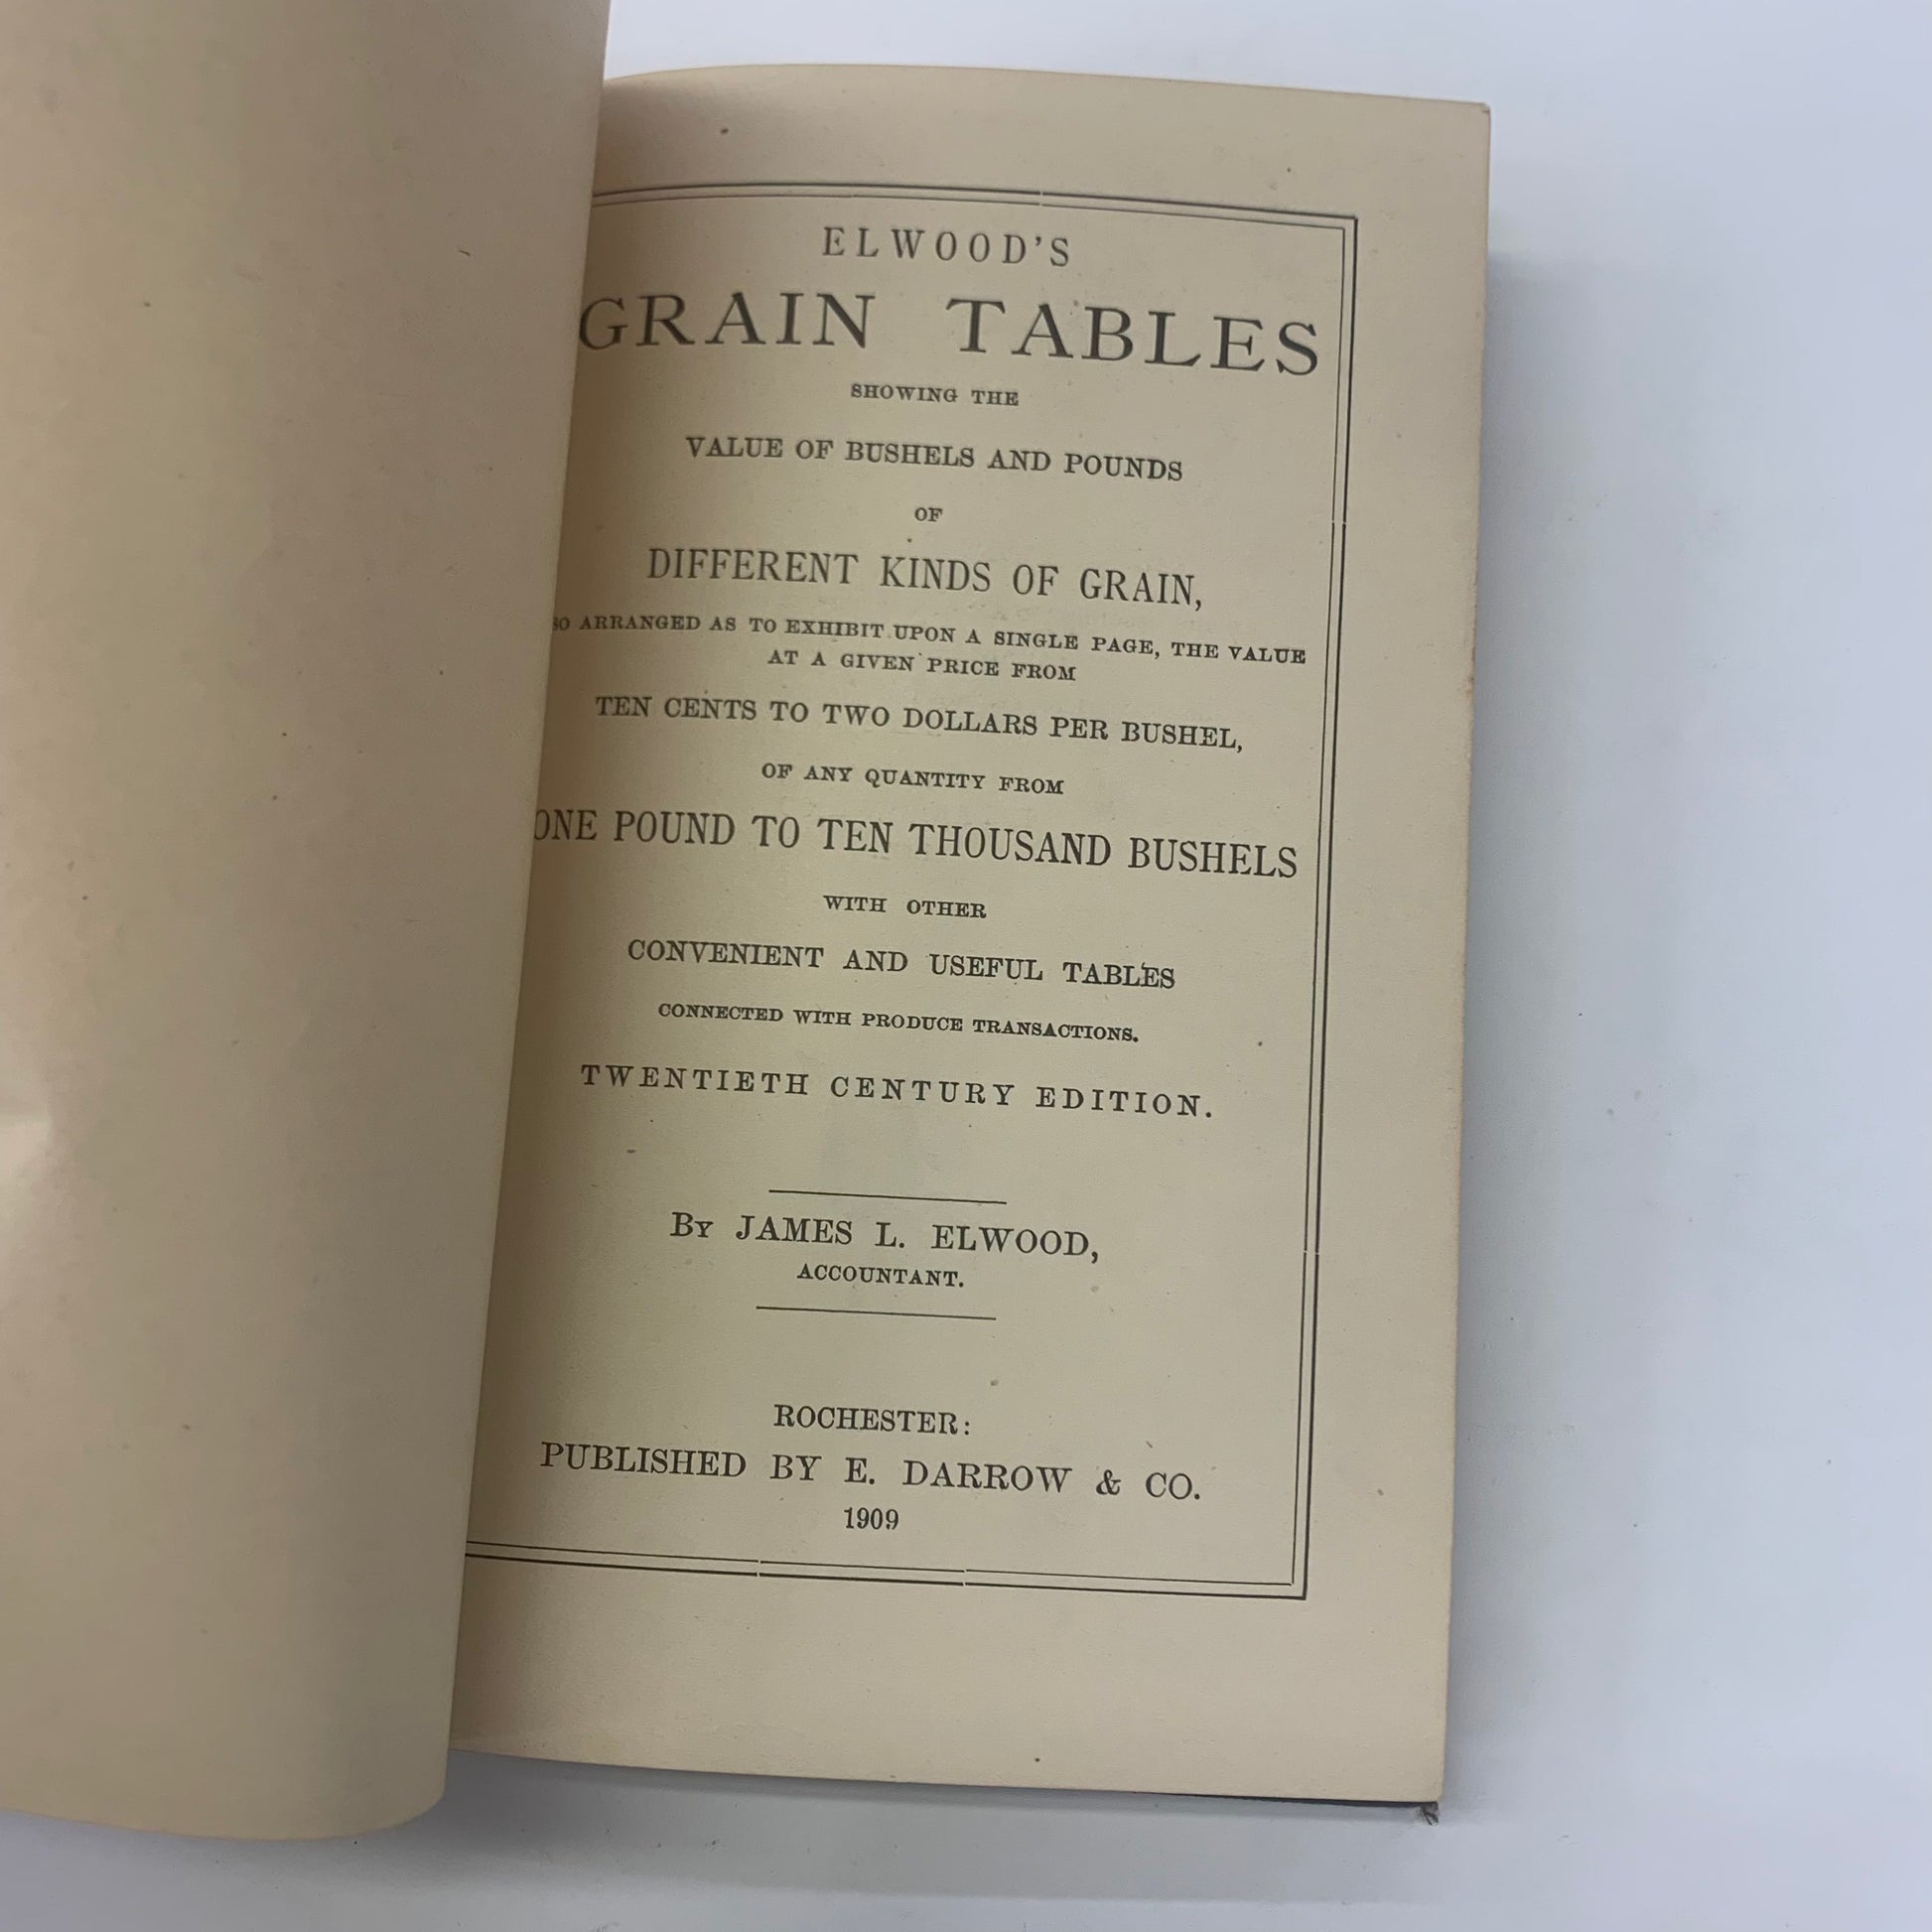 ELWOOD'S
GRAIN TABLES
SHOWING THE
VALUE OF BUSHELS AND POUNDS
OF
DIFFERENT KINDS OF GRAIN,
SO ARRANGED AS TO EXHIBIT UPON A SINGLE PAGE, THE VALUE
AT A GIVEN PRICE FROM
TEN CENTS TO TWO DOLLARS PER BUSHEL,
OF ANY QUANTITY FROM
ONE POUND TO TEN THOUSAND BUSHELS
WITH OTHER
CONVENIENT AND USEFUL TABLES
CONNECTED WITH PRODUCE TRANSACTIONS.
TWENTIETH CENTURY EDITION.
By JAMES L. ELWOOD,
ACCOUNTANT.
ROCHESTER:
PUBLISHED BY E. DARROW & CO.
1909